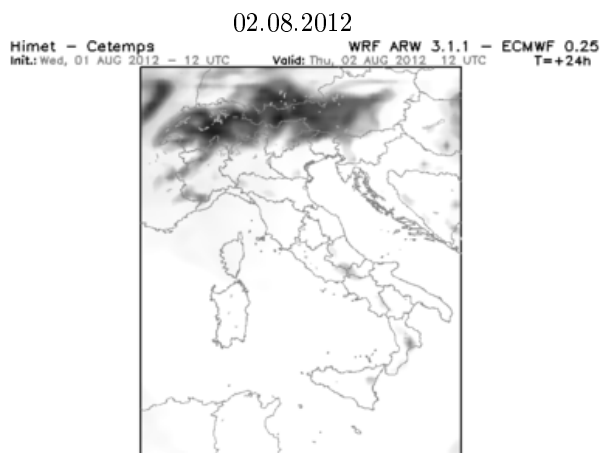 02.08.2012
Himet – Cetemps WRF ARW 3.1.1 – ECMWF 0.25
Init.: Wed, 01 AUG 2012 – 12 UTC Valid: Thu, 02 AUG 2012 12 UTC T=+24h